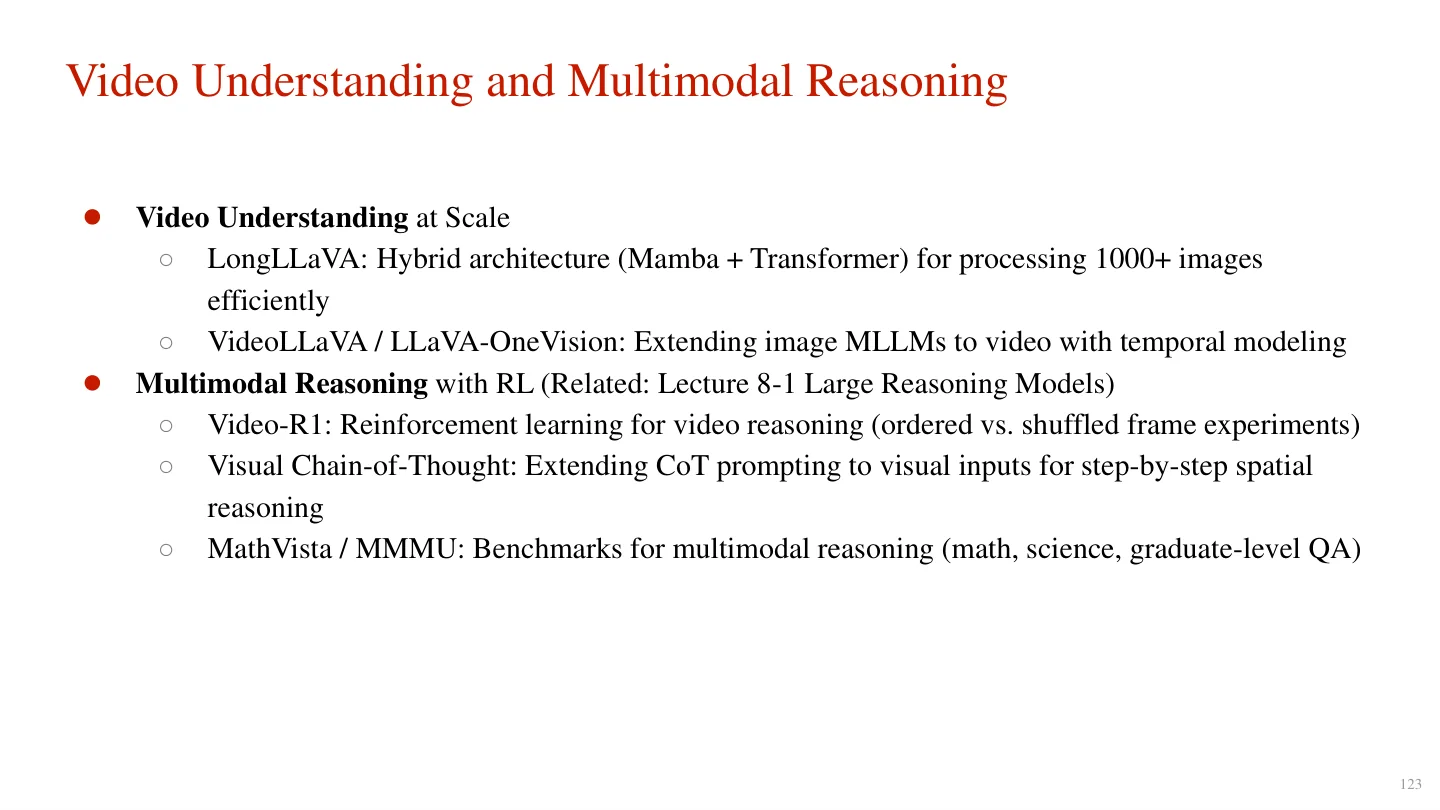 Video Understanding and Multimodal Reasoning
● Video Understanding at Scale
○ LongLLaVA: Hybrid architecture (Mamba + Transformer) for processing 1000+ images
efficiently
○ VideoLLaVA / LLaVA-OneVision: Extending image MLLMs to video with temporal modeling
● Multimodal Reasoning with RL (Related: Lecture 8-1 Large Reasoning Models)
○ Video-R1: Reinforcement learning for video reasoning (ordered vs. shuffled frame experiments)
○ Visual Chain-of-Thought: Extending CoT prompting to visual inputs for step-by-step spatial
reasoning
○ MathVista / MMMU: Benchmarks for multimodal reasoning (math, science, graduate-level QA)
123